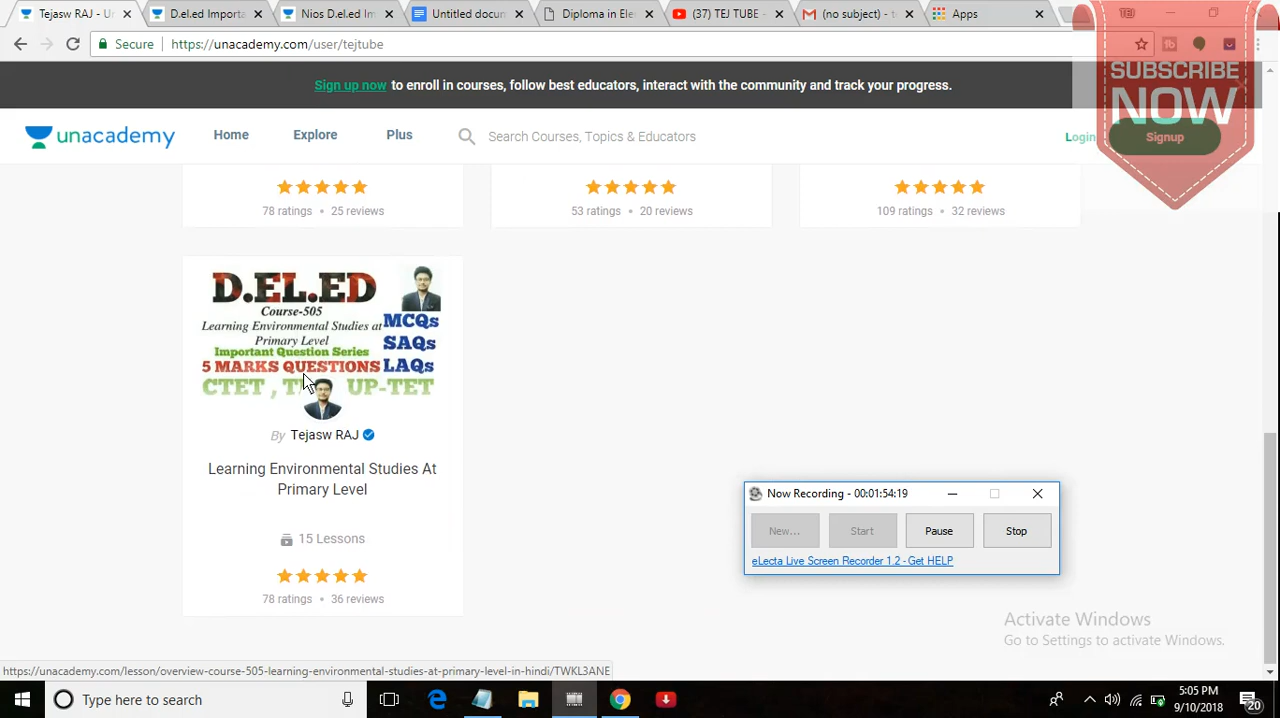 Tejasw RAJ - Un
D.el.ed Importa
Nios D.el.ed Im
Untitled docun
Diploma in Ele
(37) TEJ TUBE -
(no subject) - t
Apps
TEJ
Secure
https://unacademy.com/user/tejtube
Sign up now to enroll in courses, follow best educators, interact with the community and track your progress.
SUBSCRIBE
NOW
unacademy
Home
Explore
Plus
Search Courses, Topics & Educators
Login
Signup
78 ratings • 25 reviews
53 ratings • 20 reviews
109 ratings • 32 reviews
D.EL.ED
Course-505
Learning Environmental Studies at
Primary Level
Important Question Series
5 MARKS QUESTIONS
MCQs
SAQs
LAQs
CTET , UP-TET
By Tejasw RAJ
Learning Environmental Studies At
Primary Level
15 Lessons
78 ratings • 36 reviews
Now Recording - 00:01:54:19
New...
Start
Pause
Stop
eLecta Live Screen Recorder 1.2 - Get HELP
Activate Windows
Go to Settings to activate Windows.
https://unacademy.com/lesson/overview-course-505-learning-environmental-studies-at-primary-level-in-hindi/TWKL3ANE
Type here to search
5:05 PM
9/10/2018
20